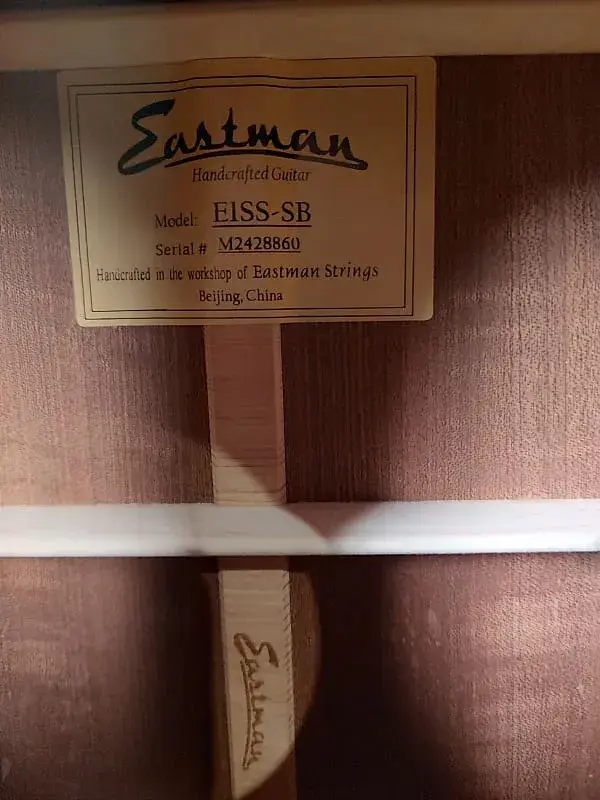 Eastman
Handcrafted Guitar
Model: E1SS-SB
Serial # M2428860
Handcrafted in the workshop of Eastman Strings
Beijing, China
Eastman